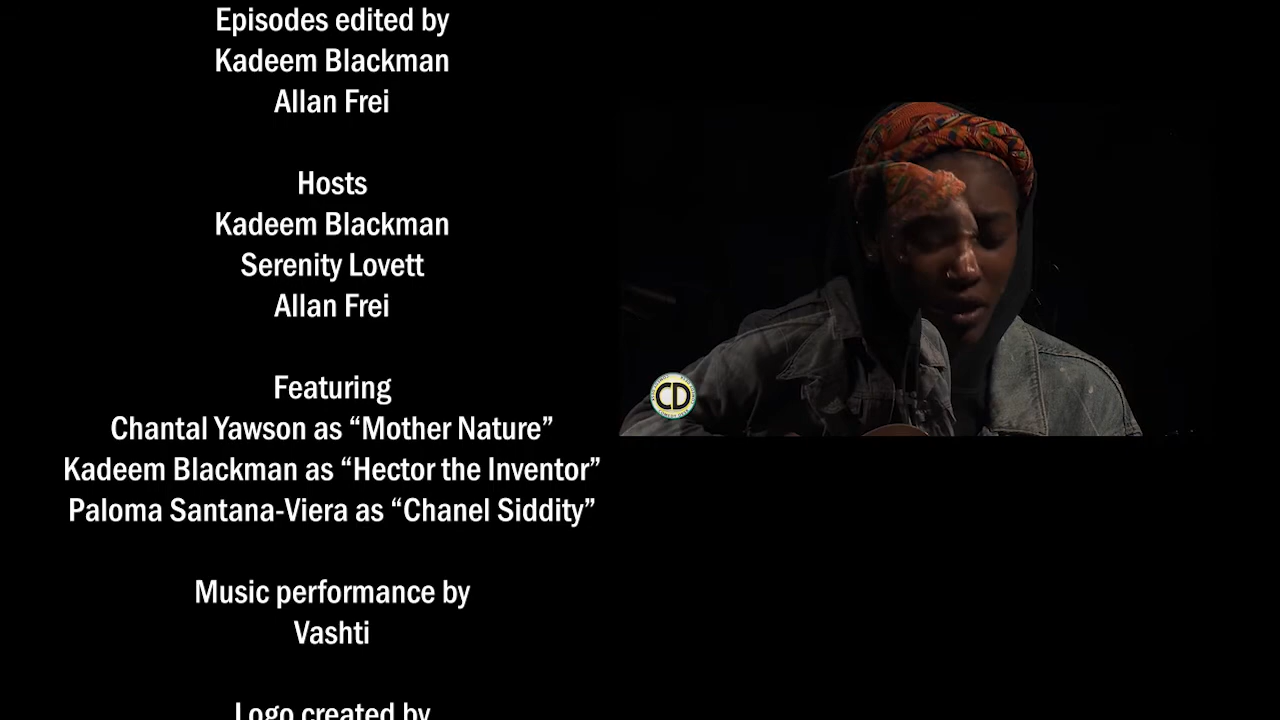 Episodes edited by
Kadeem Blackman
Allan Frei
Hosts
Kadeem Blackman
Serenity Lovett
Allan Frei
Featuring
Chantal Yawson as “Mother Nature”
Kadeem Blackman as “Hector the Inventor”
Paloma Santana-Viera as “Chanel Siddity”
Music performance by
Vashti
Logo created by
CD